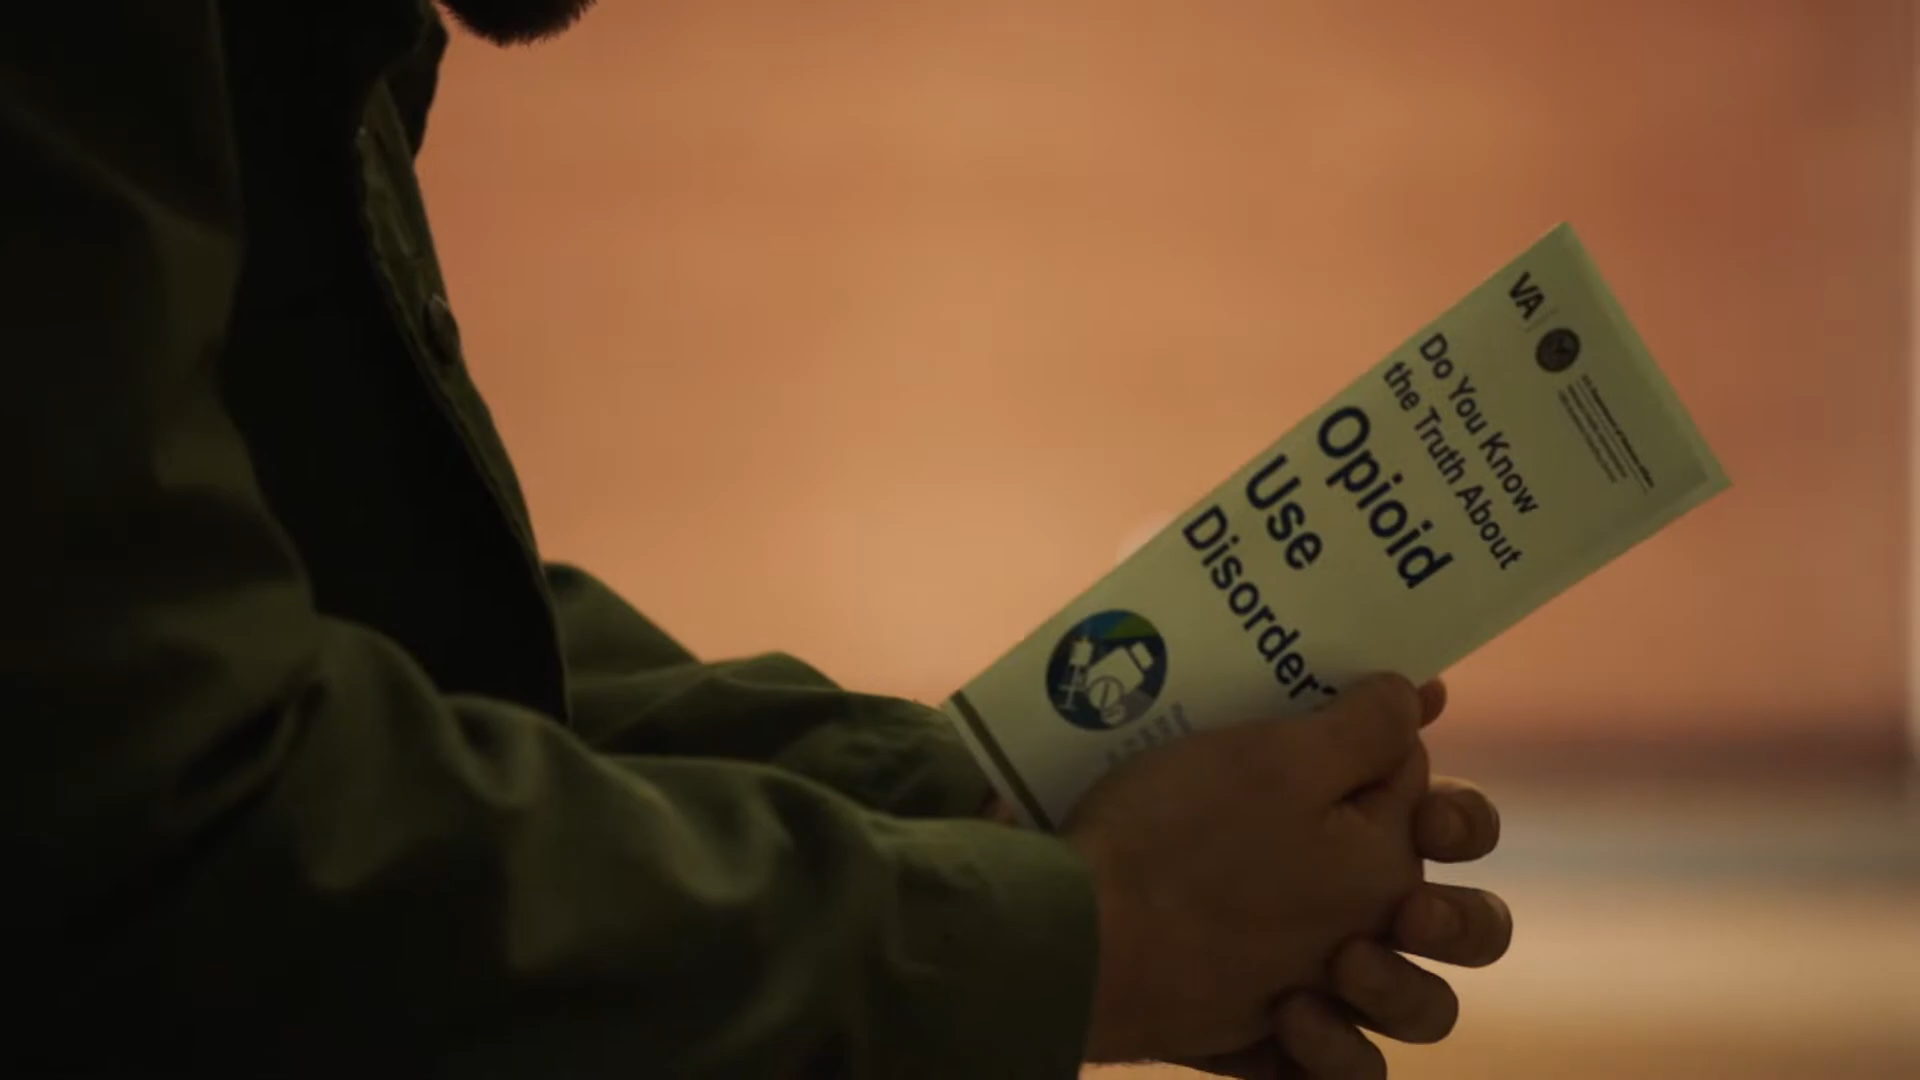 VA
Do You Know
the Truth About
Opioid
Use
Disorder?